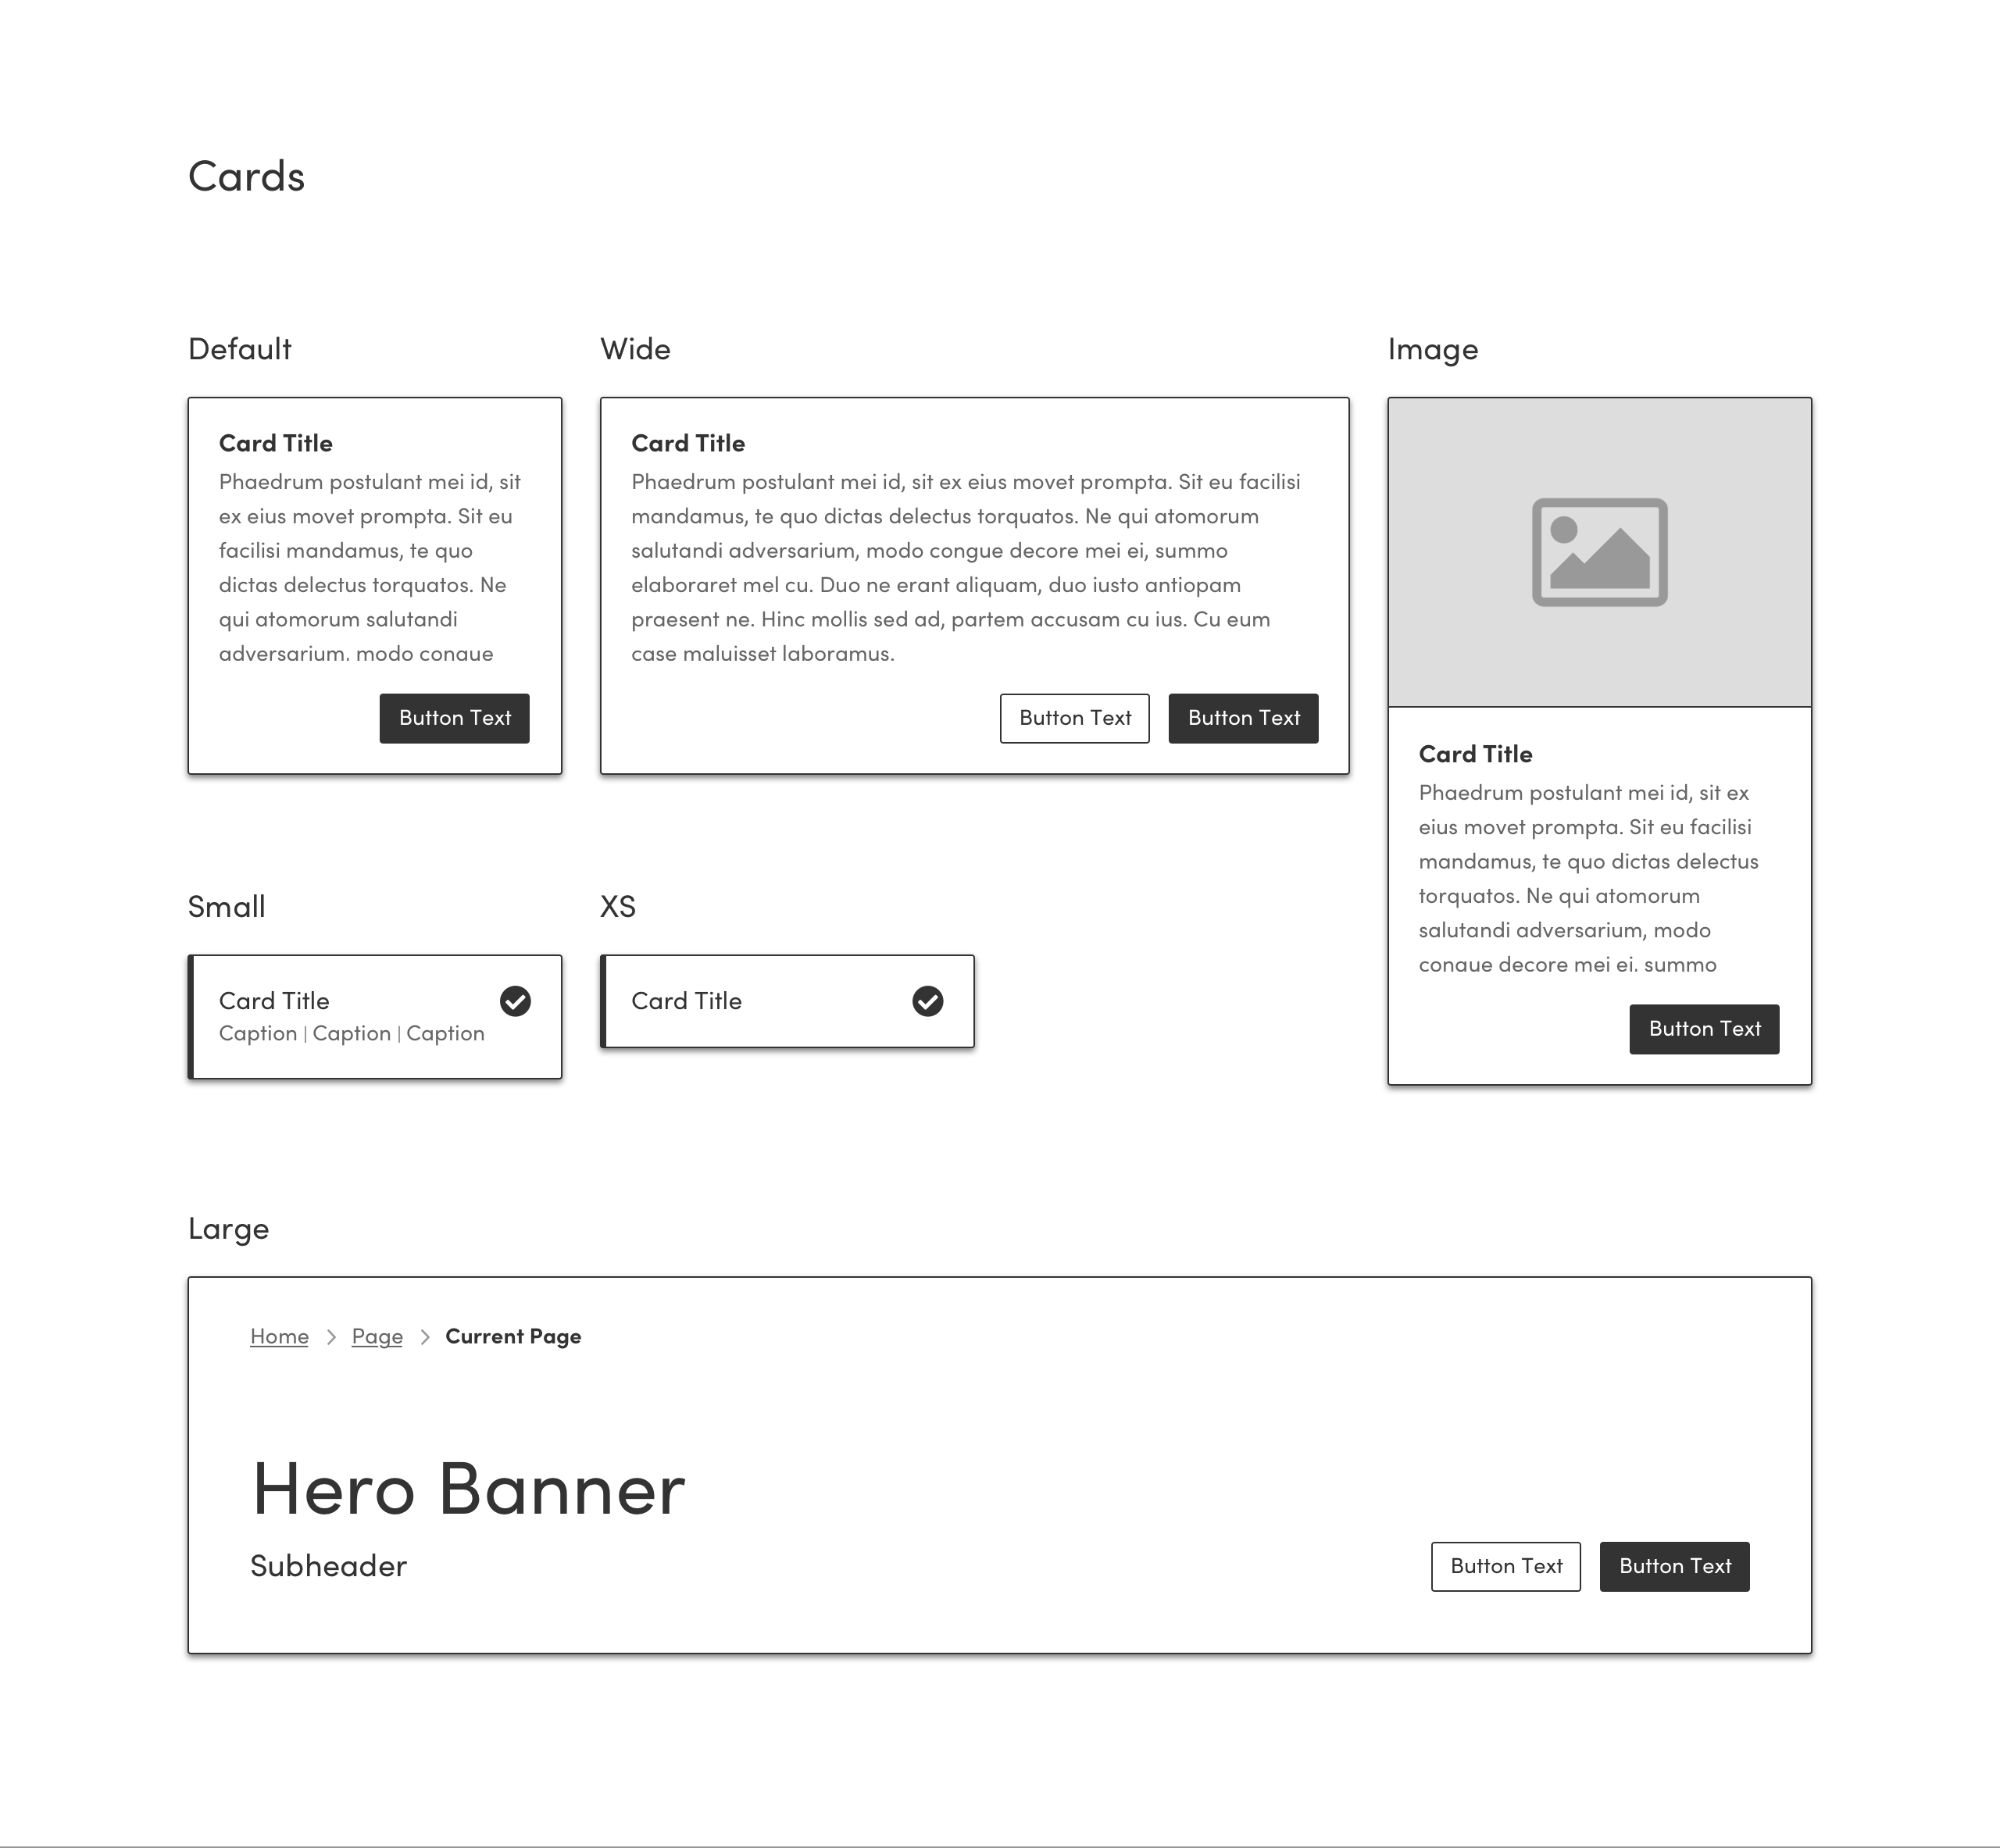 Cards
Default
Card Title
Phaedrum postulant mei id, sit
ex eius movet prompta. Sit eu
facilisi mandamus, te quo
dictas delectus torquatos. Ne
qui atomorum salutandi
adversarium, modo congue
Button Text
Wide
Card Title
Phaedrum postulant mei id, sit ex eius movet prompta. Sit eu facilisi
mandamus, te quo dictas delectus torquatos. Ne qui atomorum
salutandi adversarium, modo congue decore mei ei, summo
elaboraret mel cu. Duo ne erant aliquam, duo iusto antiopam
praesent ne. Hinc mollis sed ad, partem accusam cu ius. Cu eum
case maluisset laboramus.
Button Text
Button Text
Image
Card Title
Phaedrum postulant mei id, sit ex
eius movet prompta. Sit eu facilisi
mandamus, te quo dictas delectus
torquatos. Ne qui atomorum
salutandi adversarium, modo
congue decore mei ei, summo
Button Text
Small
Card Title
Caption | Caption | Caption
XS
Card Title
Large
Home > Page > Current Page
Hero Banner
Subheader
Button Text
Button Text